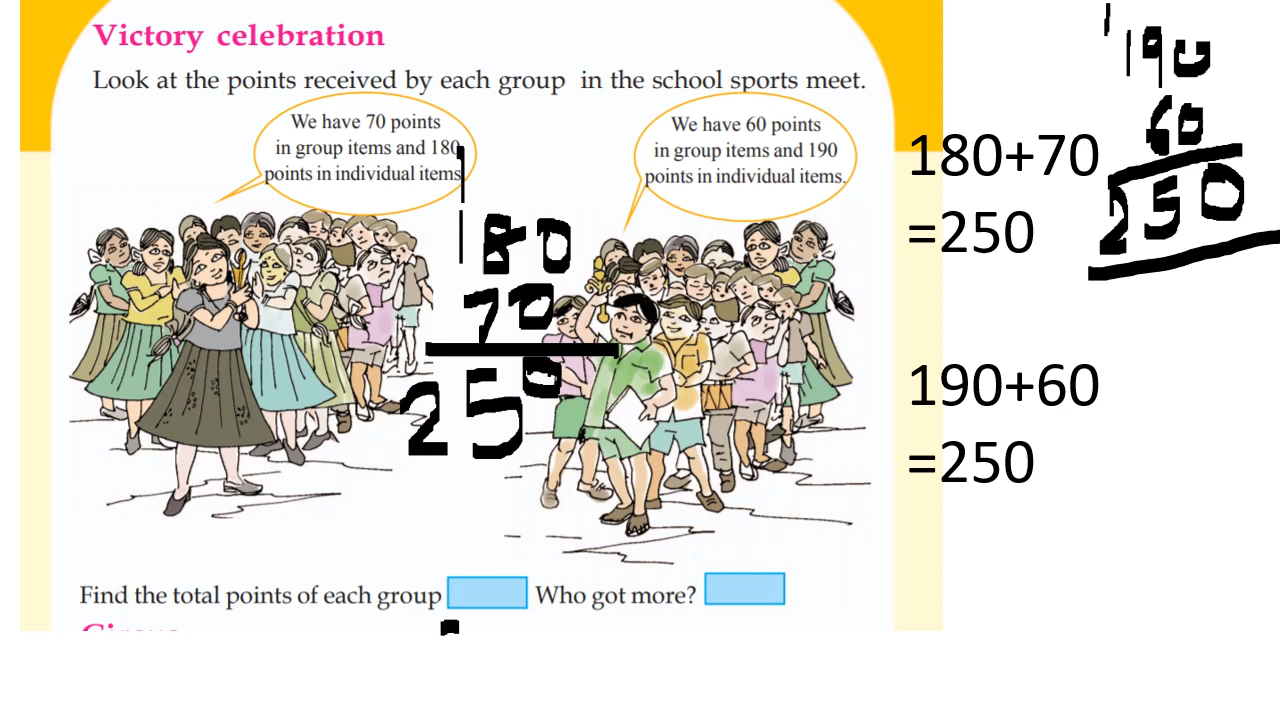 Victory celebration
Look at the points received by each group in the school sports meet.
We have 70 points
in group items and 180
points in individual items
We have 60 points
in group items and 190
points in individual items.
1
180
70
250
Find the total points of each group
Who got more?
180+70
=250
190+60
=250
1
190
60
250